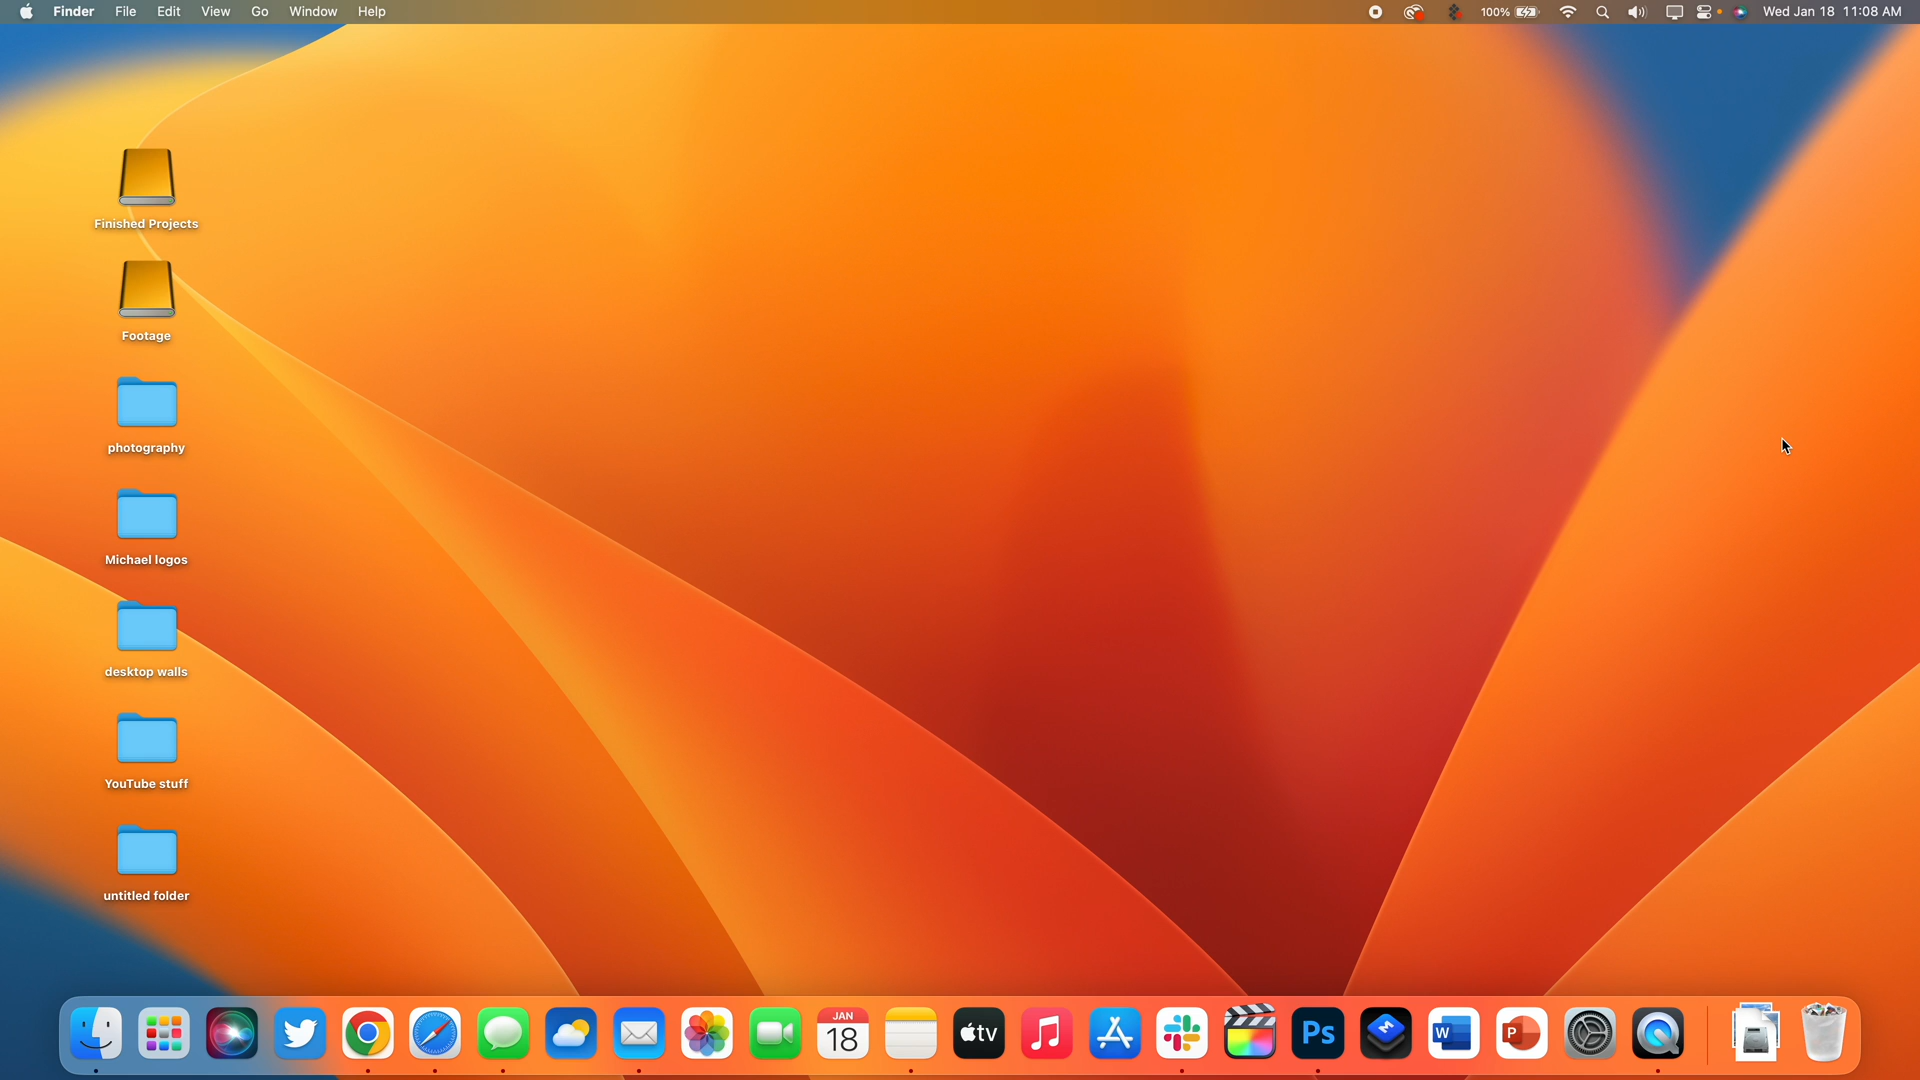 Finder File Edit View Go Window Help 100% Wed Jan 18 11:08 AM
Finished Projects
Footage
photography
Michael logos
desktop walls
YouTube stuff
untitled folder
JAN
18
tv
Ps
W
P